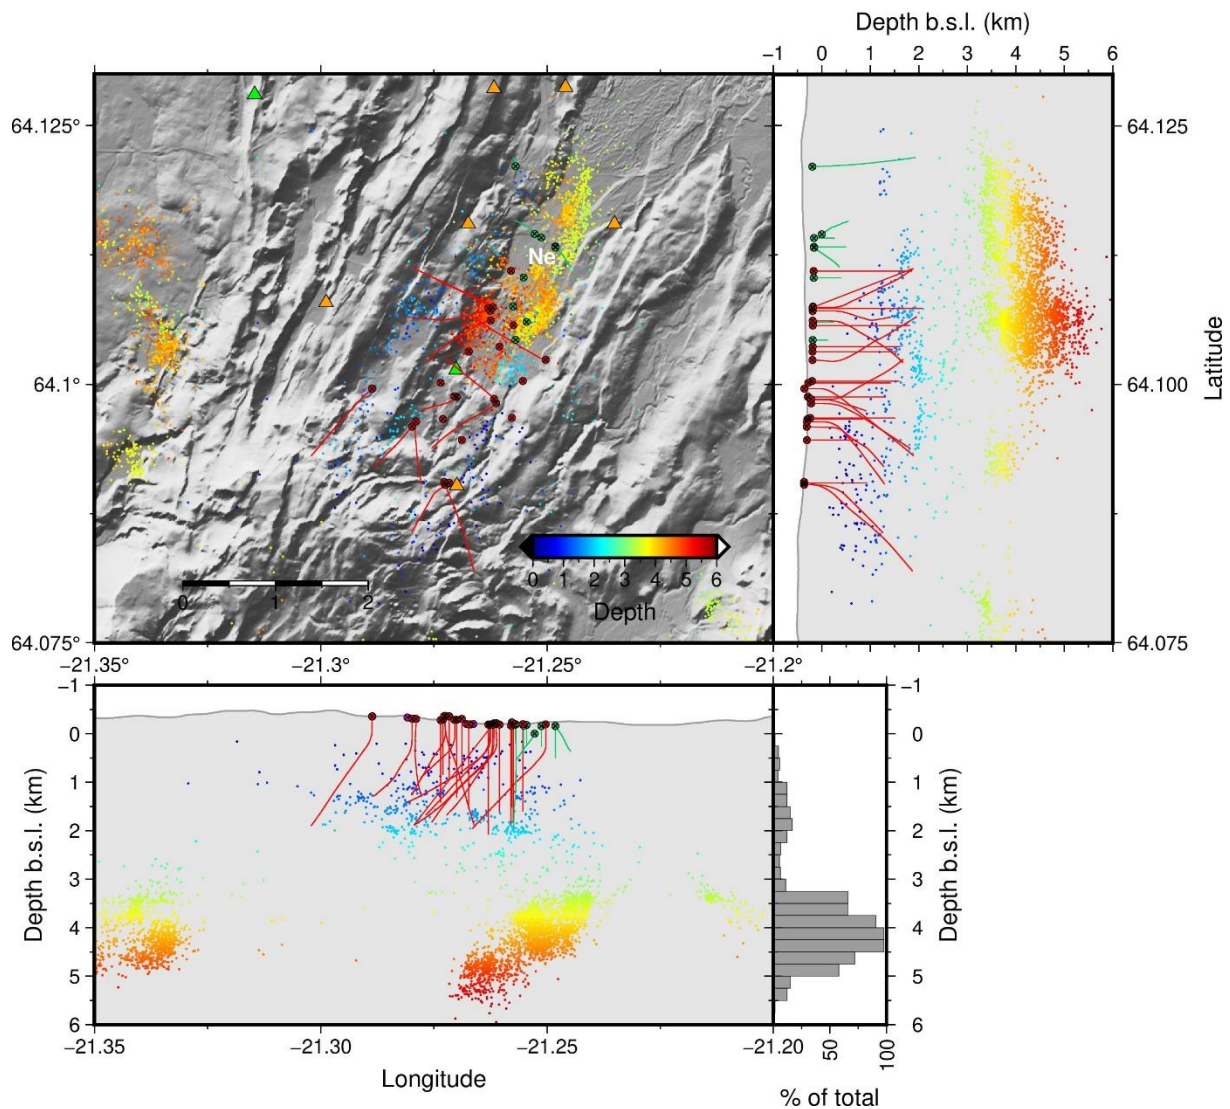 Depth b.s.l. (km)
−1 0 1 2 3 4 5 6
64.125°
64.125
Ne
64.1°
64.100
Latitude
0 1 2 3 4 5 6
Depth
0 1 2
64.075°
64.075
−21.35° −21.3° −21.25° −21.2°
−1 −1
0 0
1 1
2 2
3 3
4 4
5 5
6 6
Depth b.s.l. (km)
Depth b.s.l. (km)
−21.35 −21.30 −21.25 −21.20
50 100
Longitude
% of total